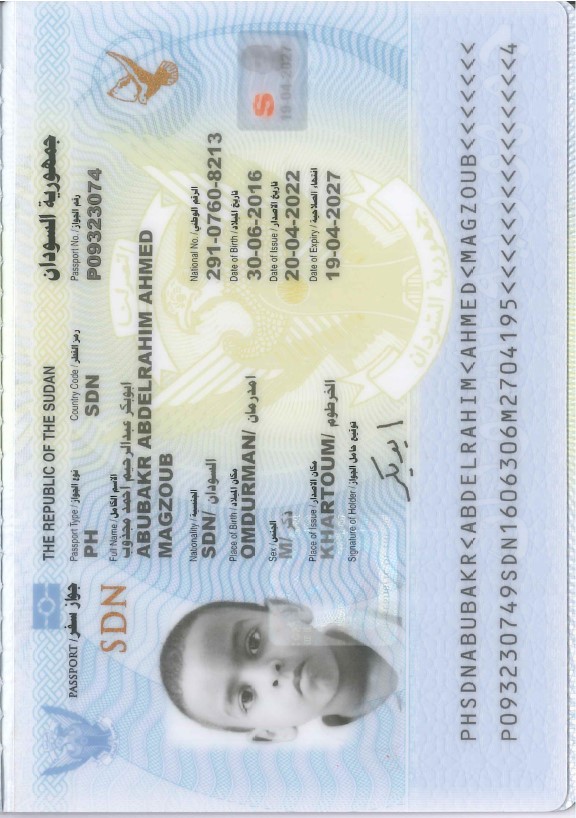 THE REPUBLIC OF THE SUDAN
جمهورية السودان
PASSPORT / جواز سفر
SDN
Passport Type / نوع الجواز
PH
Country Code / رمز القطر
SDN
Passport No. / رقم الجواز
P09323074
Full Name / الاسم الكامل
ابوبكر عبدالرحيم احمد مجذوب
ABUBAKR ABDELRAHIM AHMED
MAGZOUB
Nationality / الجنسية
SDN/ السودان
National No. / الرقم الوطني
291-0760-8213
Place of Birth / مكان الميلاد
OMDURMAN/ امدرمان
Date of Birth / تاريخ الميلاد
30-06-2016
Sex / الجنس
M/ ذكر
Date of Issue / تاريخ الاصدار
20-04-2022
S
19-04-2027
Place of Issue / مكان الاصدار
KHARTOUM/ الخرطوم
Date of Expiry / انتهاء الصلاحية
19-04-2027
Signature of Holder / توقيع حامل الجواز
ابوبكر
النصر لنا
جمهورية السودان
PHSDNABUBAKR<ABDELRAHIM<AHMED<MAGZOUB<<<<<<<
P093230749SDN1606306M2704195<<<<<<<<<<<<<<<4